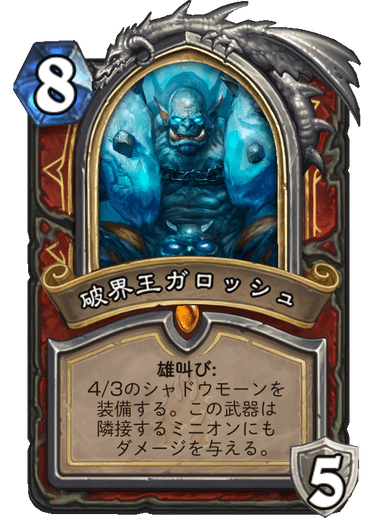 8
破界王ガロッシュ
雄叫び:
4/3のシャドウモーンを
装備する。この武器は
隣接するミニオンにも
ダメージを与える。
5